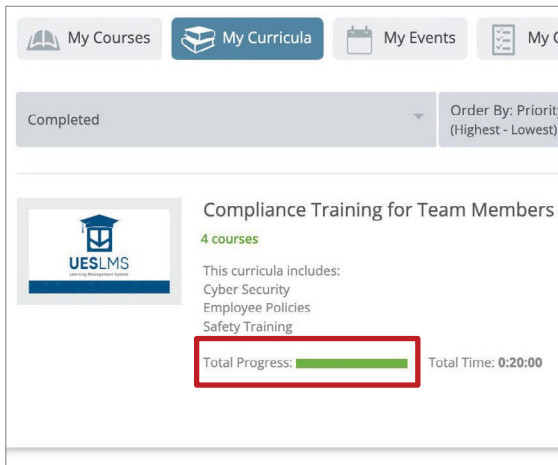 My Courses
My Curricula
My Events
My
Completed
Order By: Priority
(Highest - Lowest)
Compliance Training for Team Members
4 courses
UESLMS
Learning Management System
This curricula includes:
Cyber Security
Employee Policies
Safety Training
Total Progress:
Total Time: 0:20:00